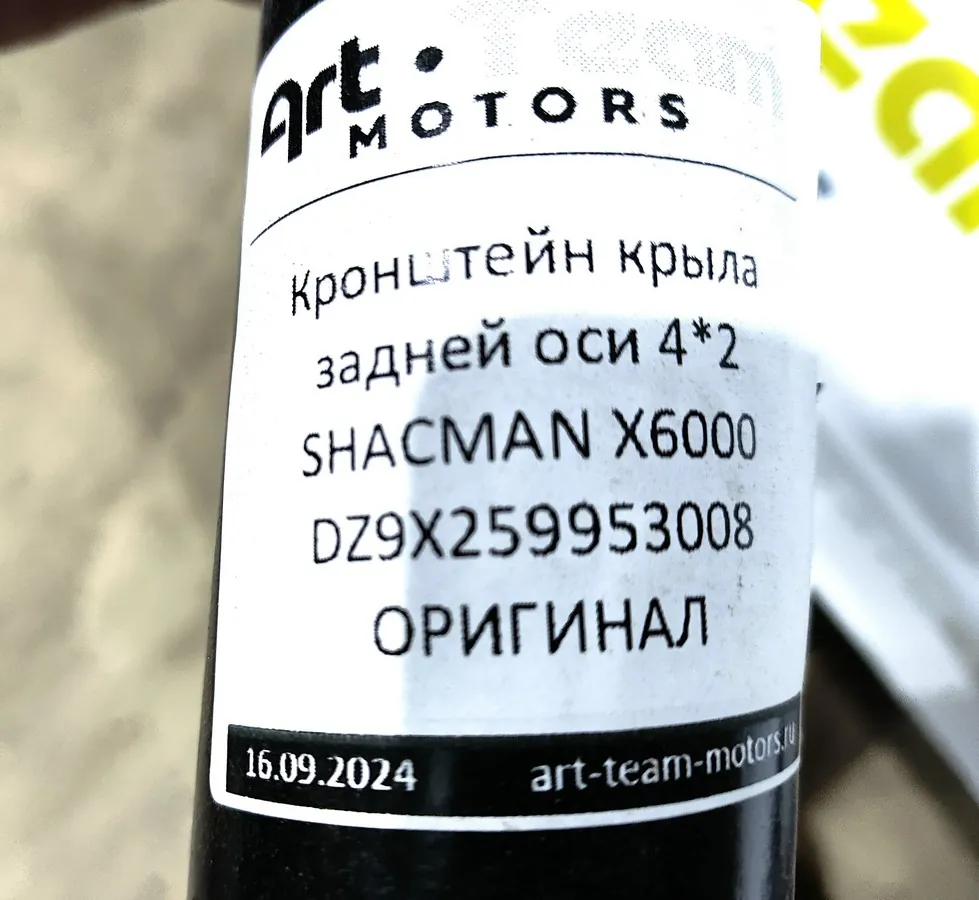 Art Team
MOTORS
Кронштейн крыла
задней оси 4*2
SHACMAN X6000
DZ9X259953008
ОРИГИНАЛ
16.09.2024 art-team-motors.ru